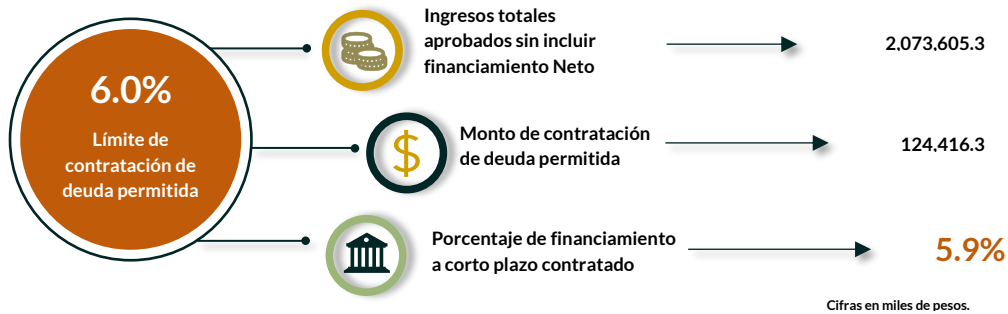 6.0%
Límite de
contratación de
deuda permitida
Ingresos totales
aprobados sin incluir
financiamiento Neto
2,073,605.3
$
Monto de contratación
de deuda permitida
124,416.3
Porcentaje de financiamiento
a corto plazo contratado
5.9%
Cifras en miles de pesos.